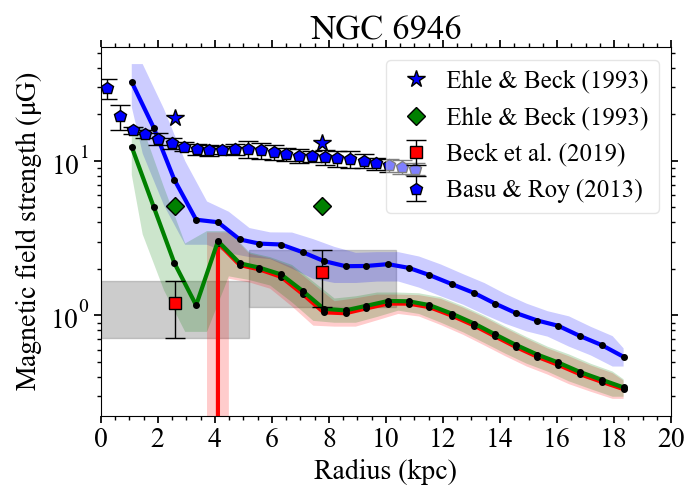 NGC 6946
Magnetic field strength (μG)
10¹
10⁰
Ehle & Beck (1993)
Ehle & Beck (1993)
Beck et al. (2019)
Basu & Roy (2013)
0 2 4 6 8 10 12 14 16 18 20
Radius (kpc)